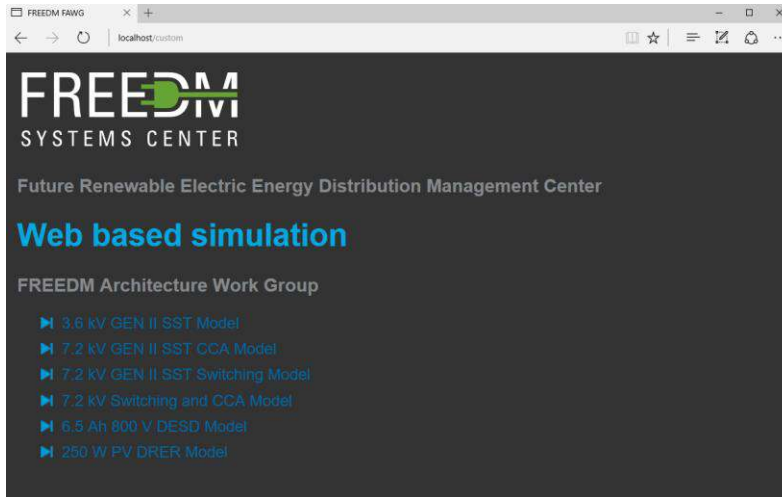 FREEDM FAWG
localhost/custom
FREEDM
SYSTEMS CENTER
Future Renewable Electric Energy Distribution Management Center
Web based simulation
FREEDM Architecture Work Group
3.6 kV GEN II SST Model
7.2 kV GEN II SST CCA Model
7.2 kV GEN II SST Switching Model
7.2 kV Switching and CCA Model
6.5 Ah 800 V DESD Model
250 W PV DRER Model